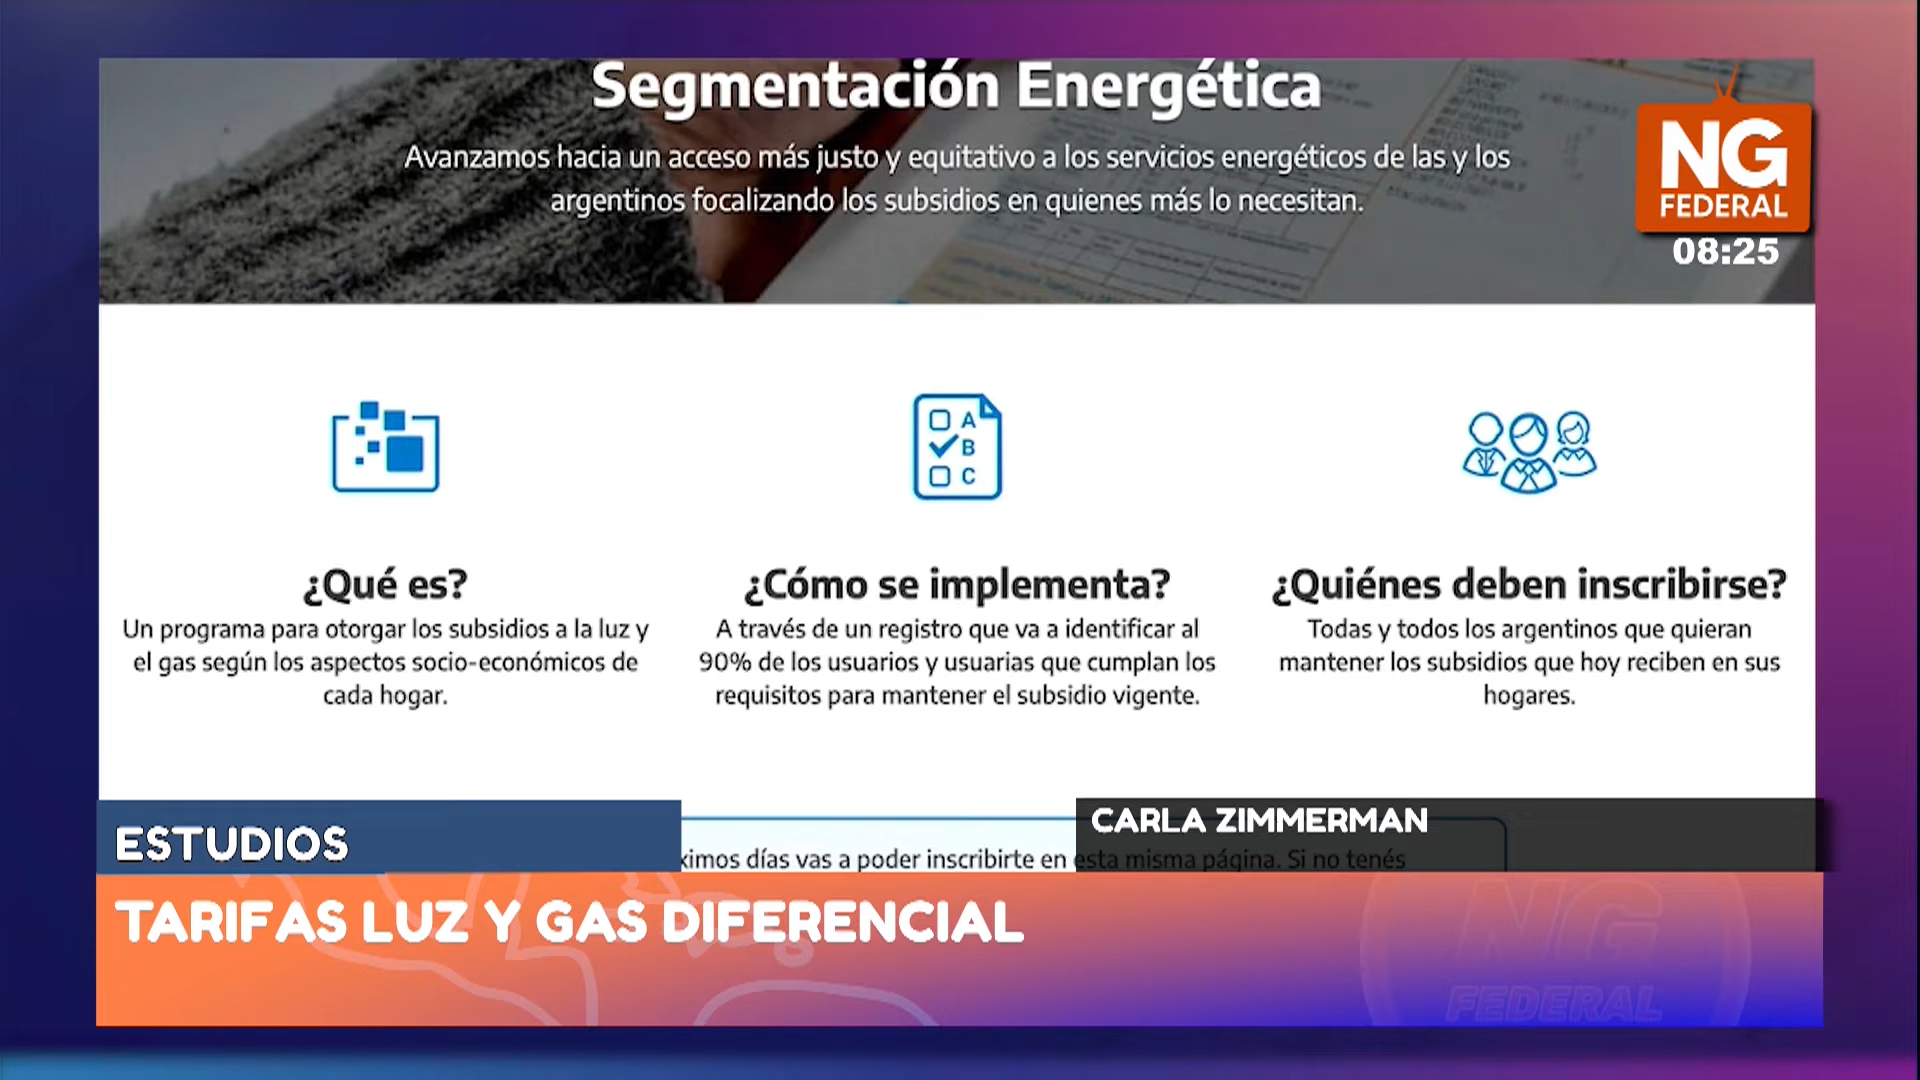 Segmentación Energética
Avanzamos hacia un acceso más justo y equitativo a los servicios energéticos de las y los
argentinos focalizando los subsidios en quienes más lo necesitan.
NG
FEDERAL
08:25
A
B
C
¿Qué es?
Un programa para otorgar los subsidios a la luz y
el gas según los aspectos socio-económicos de
cada hogar.
¿Cómo se implementa?
A través de un registro que va a identificar al
90% de los usuarios y usuarias que cumplan los
requisitos para mantener el subsidio vigente.
¿Quiénes deben inscribirse?
Todas y todos los argentinos que quieran
mantener los subsidios que hoy reciben en sus
hogares.
ESTUDIOS
CARLA ZIMMERMAN
ximos días vas a poder inscribirte en esta misma página. Si no tenés
TARIFAS LUZ Y GAS DIFERENCIAL
NG
FEDERAL